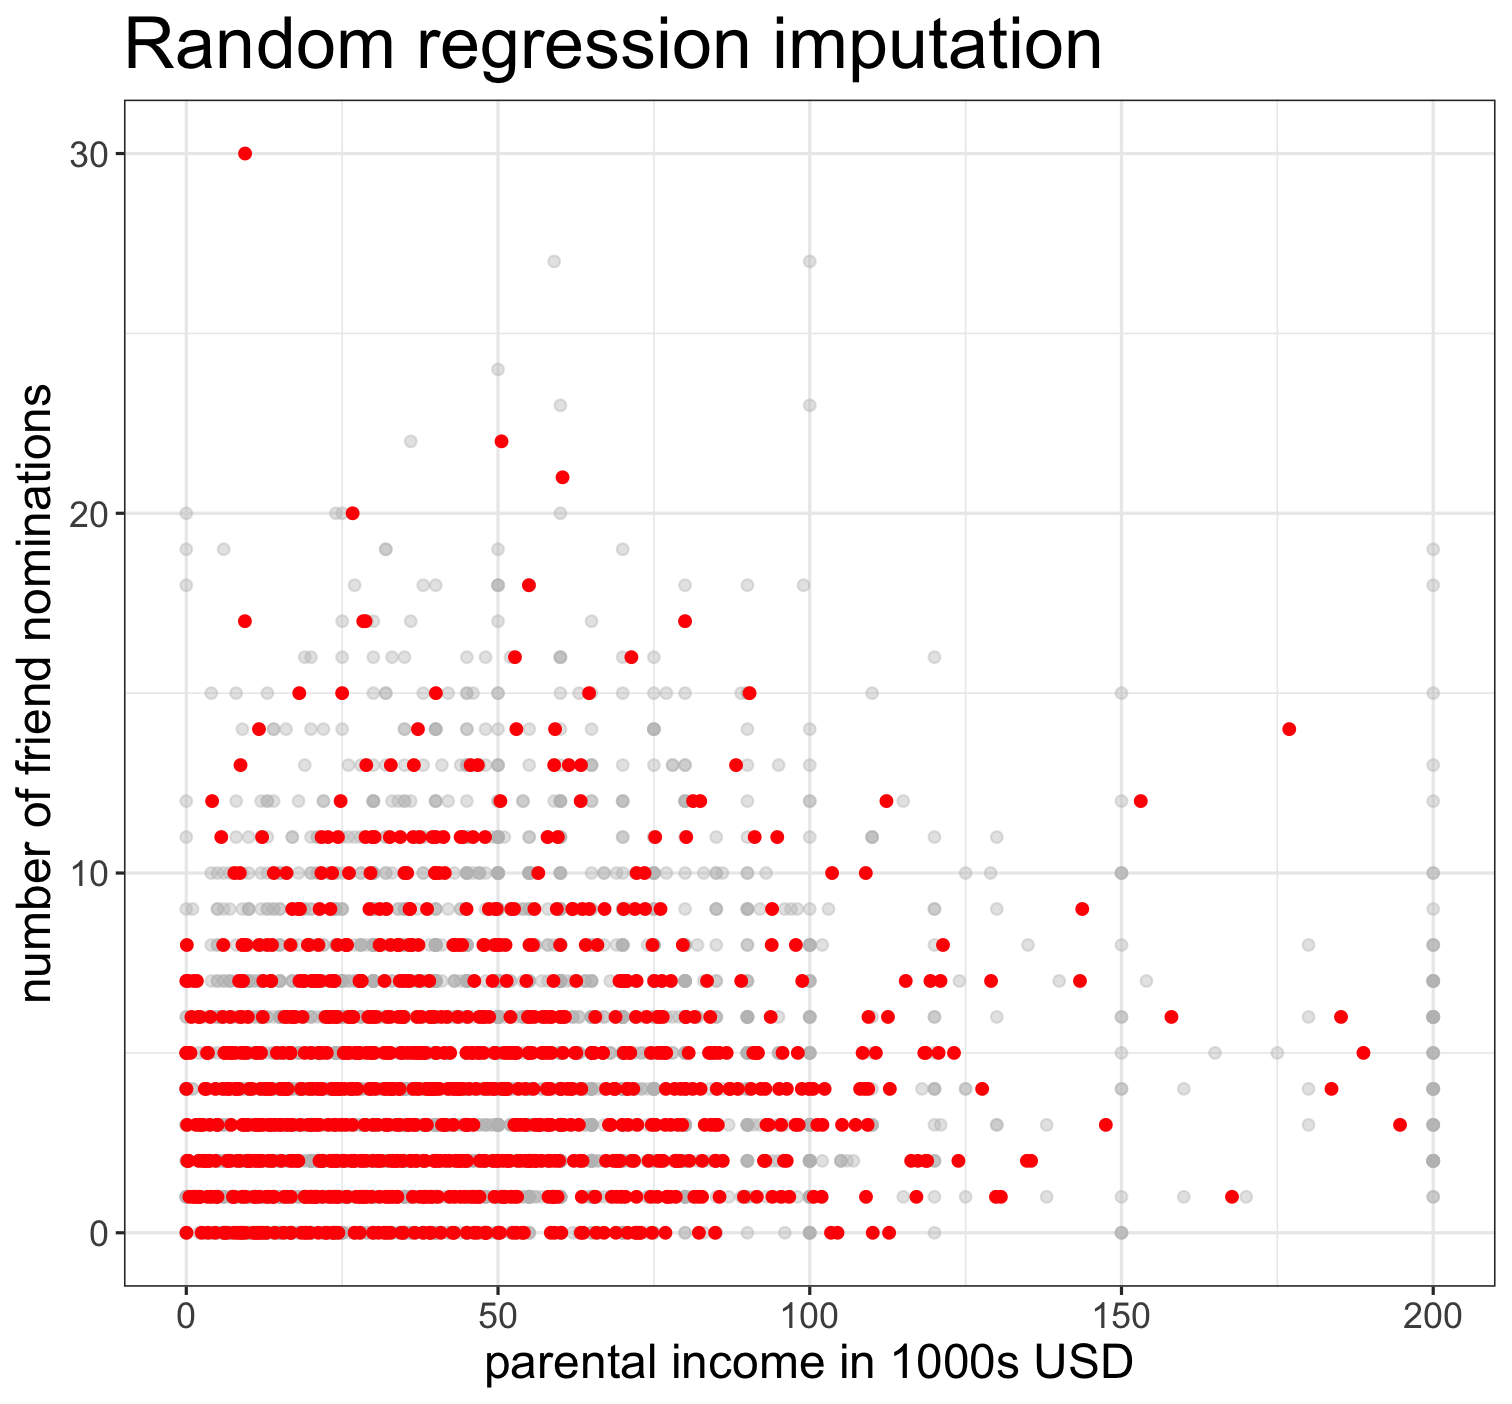 Random regression imputation
number of friend nominations
30
20
10
0
0 50 100 150 200
parental income in 1000s USD